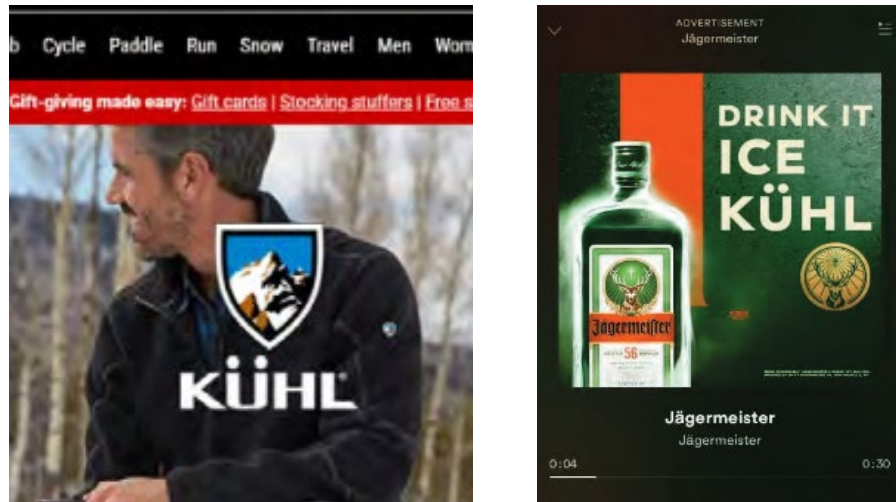 b Cycle Paddle Run Snow Travel Men Wom
Gift-giving made easy: Gift cards | Stocking stuffers | Free s
KÜHL
ADVERTISEMENT
Jägermeister
DRINK IT
ICE
KÜHL
Jägermeister
56
Jägermeister
Jägermeister
0:04 0:30